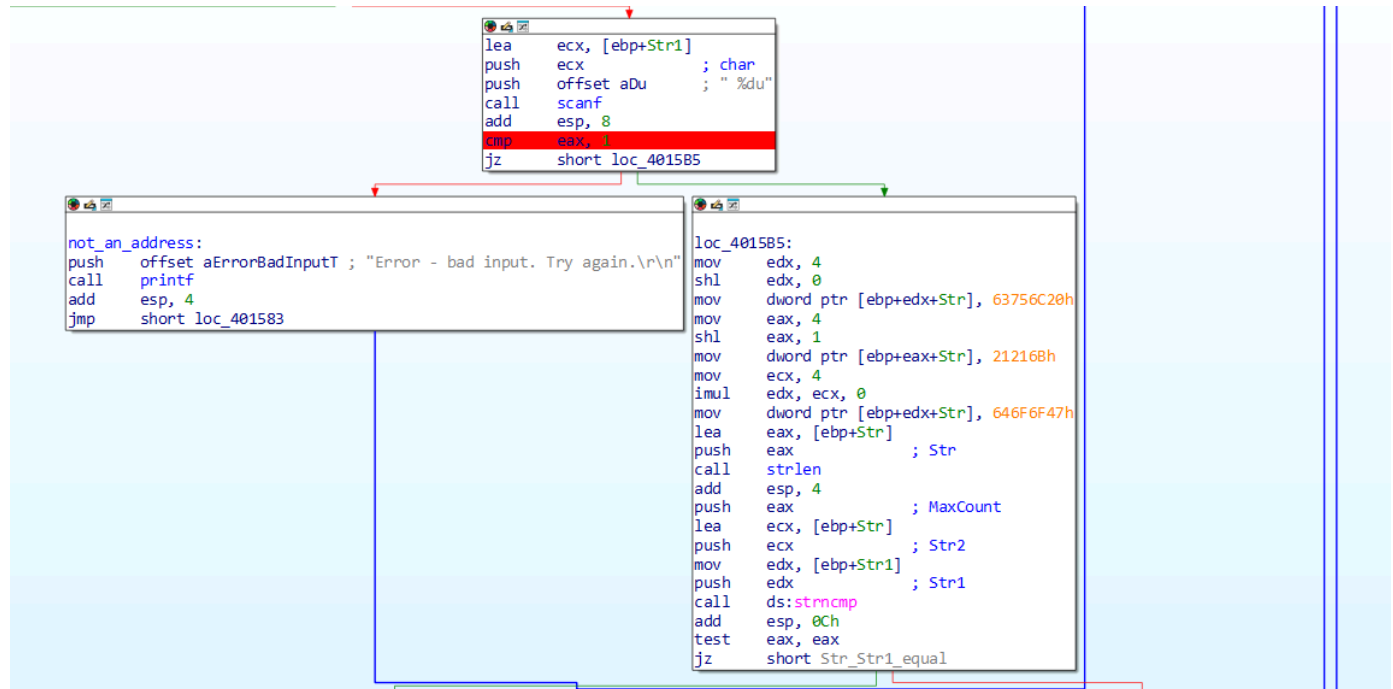 lea ecx, [ebp+Str1]
push ecx ; char
push offset aDu ; " %du"
call scanf
add esp, 8
cmp eax, 1
jz short loc_4015B5
not_an_address:
push offset aErrorBadInputT ; "Error - bad input. Try again.\r\n"
call printf
add esp, 4
jmp short loc_401583
loc_4015B5:
mov edx, 4
shl edx, 0
mov dword ptr [ebp+edx+Str], 63756C20h
mov eax, 4
shl eax, 1
mov dword ptr [ebp+eax+Str], 21216Bh
mov ecx, 4
imul edx, ecx, 0
mov dword ptr [ebp+edx+Str], 646F6F47h
lea eax, [ebp+Str]
push eax ; Str
call strlen
add esp, 4
push eax ; MaxCount
lea ecx, [ebp+Str]
push ecx ; Str2
mov edx, [ebp+Str1]
push edx ; Str1
call ds:strncmp
add esp, 0Ch
test eax, eax
jz short Str_Str1_equal